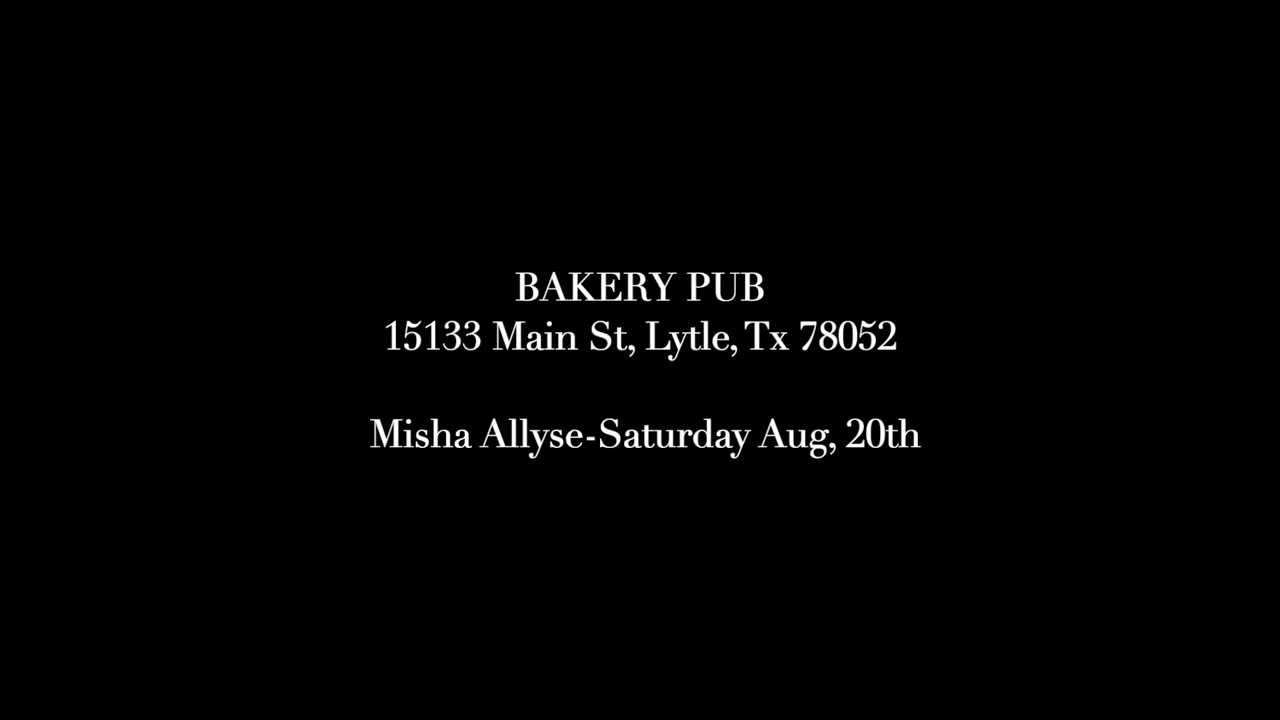 BAKERY PUB
15133 Main St, Lytle, Tx 78052
Misha Allyse-Saturday Aug, 20th